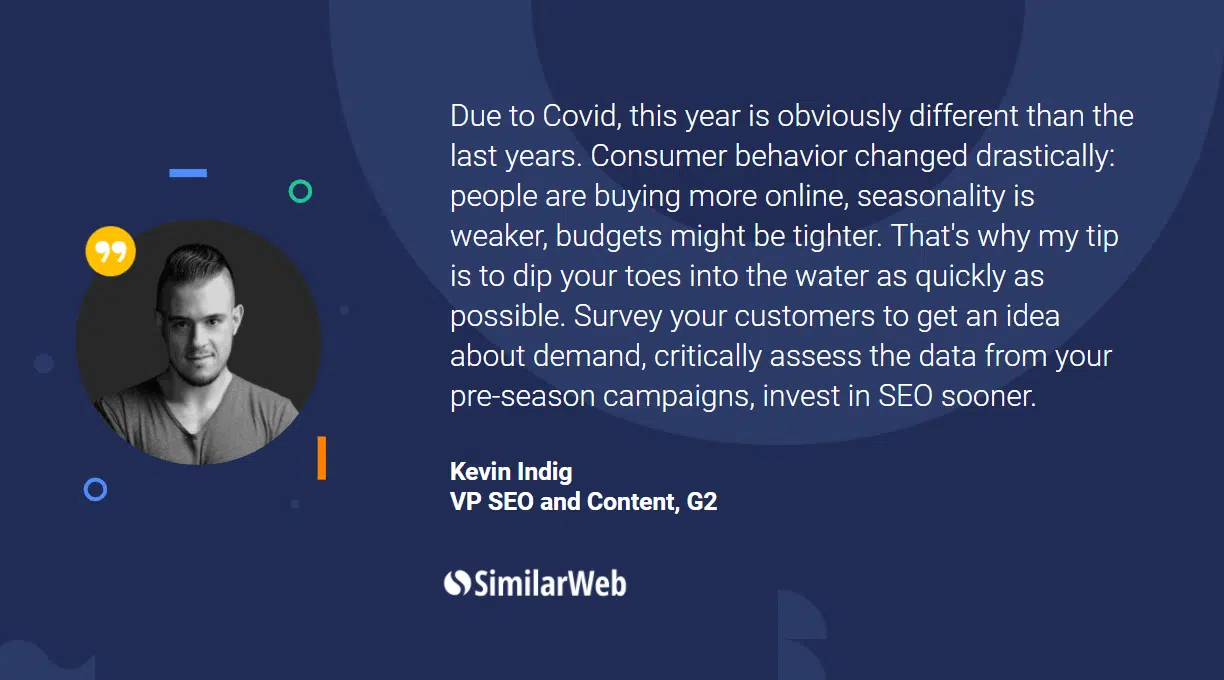 Due to Covid, this year is obviously different than the
last years. Consumer behavior changed drastically:
people are buying more online, seasonality is
weaker, budgets might be tighter. That's why my tip
is to dip your toes into the water as quickly as
possible. Survey your customers to get an idea
about demand, critically assess the data from your
pre-season campaigns, invest in SEO sooner.
Kevin Indig
VP SEO and Content, G2
SimilarWeb